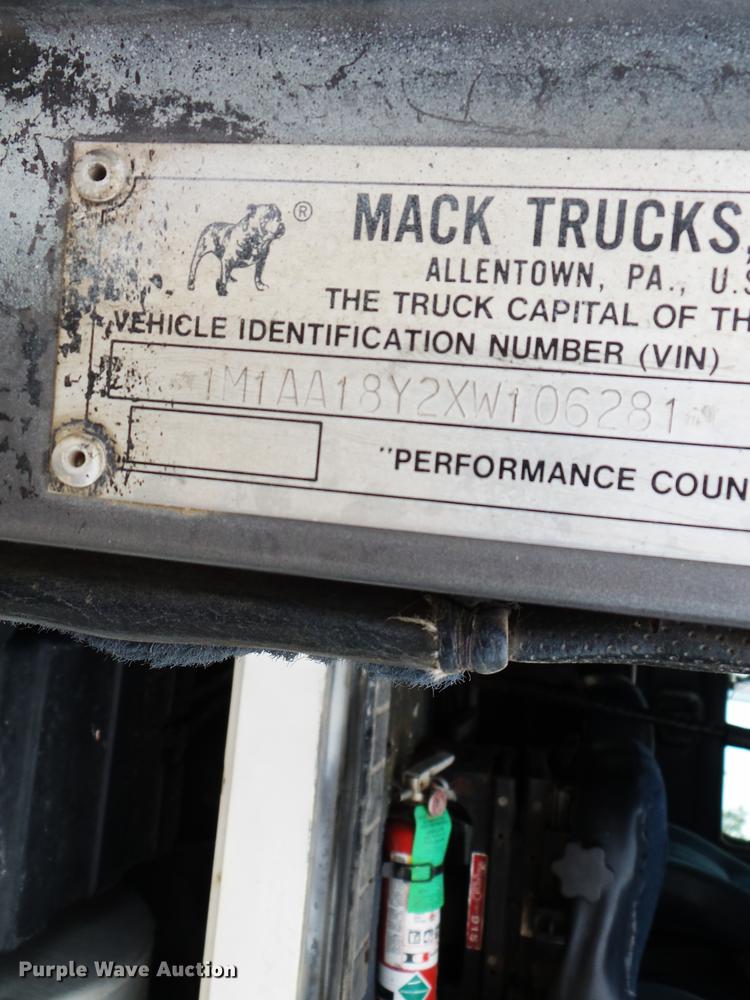 ®
MACK TRUCKS,
ALLENTOWN, PA., U.S
THE TRUCK CAPITAL OF TH
VEHICLE IDENTIFICATION NUMBER (VIN)
1M1AA18Y2XW106281
"PERFORMANCE COUN
Purple Wave Auction